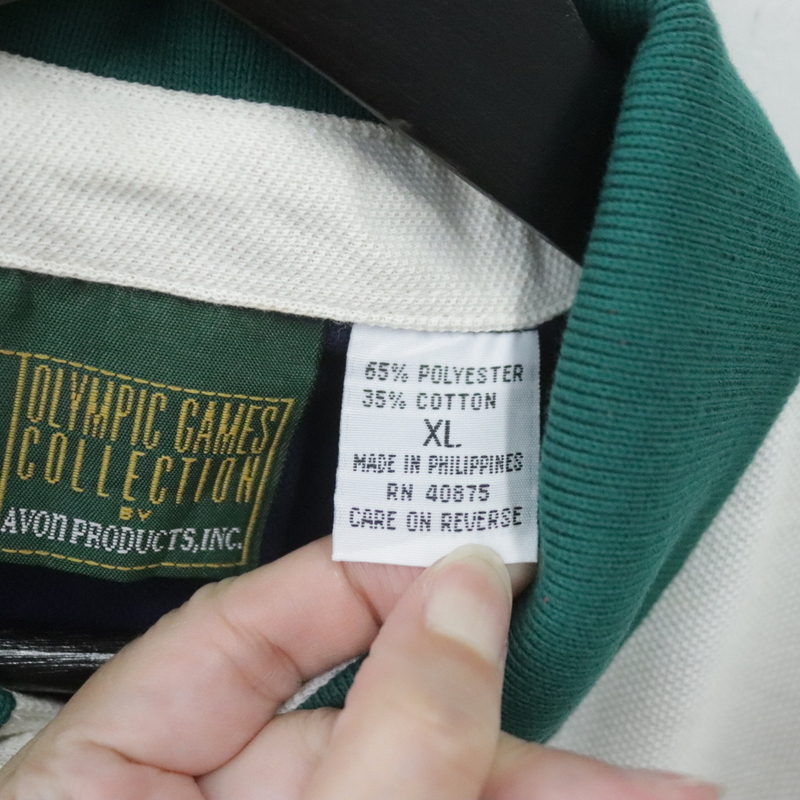 OLYMPIC GAMES
COLLECTION
BY
AVON PRODUCTS, INC.
65% POLYESTER
35% COTTON
XL
MADE IN PHILIPPINES
RN 40875
CARE ON REVERSE